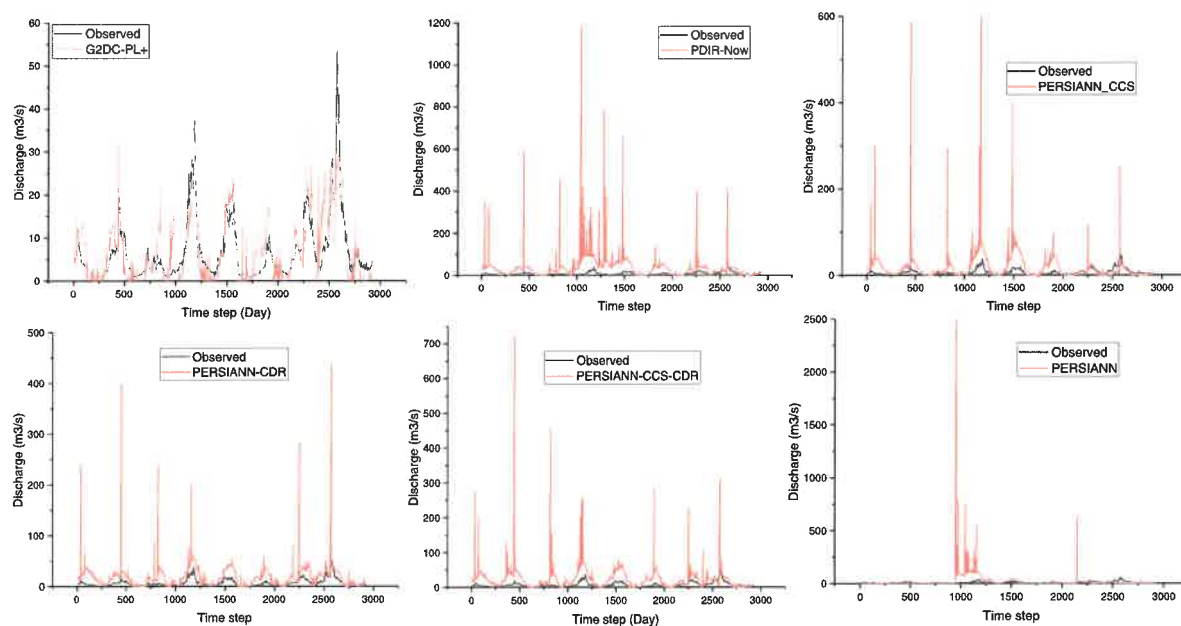 Observed
G2DC-PL+
60
50
40
30
20
10
0
Discharge (m3/s)
0 500 1000 1500 2000 2500 3000
Time step (Day)
Observed
PDIR-Now
1200
1000
800
600
400
200
0
Discharge (m3/s)
0 500 1000 1500 2000 2500 3000
Time step
Observed
PERSIANN_CCS
600
400
200
0
Discharge (m3/s)
0 500 1000 1500 2000 2500 3000
Time step
Observed
PERSIANN-CDR
500
400
300
200
100
0
Discharge (m3/s)
0 500 1000 1500 2000 2500 3000
Time step
Observed
PERSIANN-CCS-CDR
700
600
500
400
300
200
100
0
Discharge (m3/s)
0 500 1000 1500 2000 2500 3000
Time step (Day)
Observed
PERSIANN
2500
2000
1500
1000
500
0
Discharge (m3/s)
0 500 1000 1500 2000 2500 3000
Time step